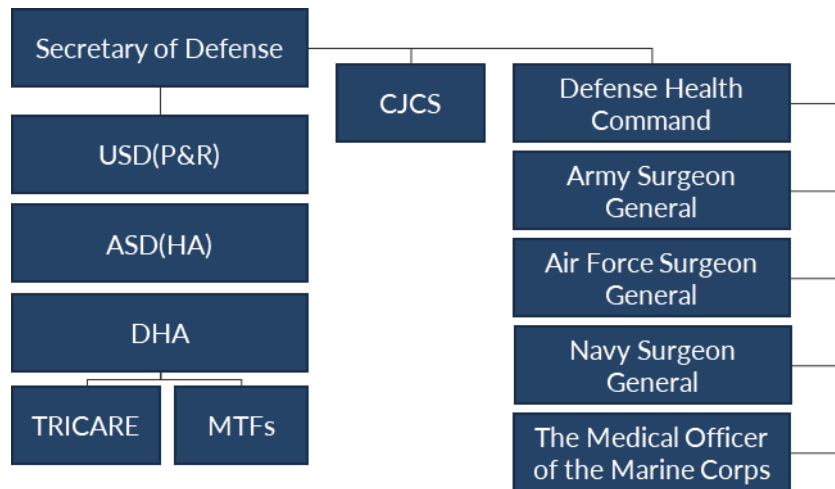 Secretary of Defense
USD(P&R)
ASD(HA)
DHA
TRICARE
MTFs
CJCS
Defense Health
Command
Army Surgeon
General
Air Force Surgeon
General
Navy Surgeon
General
The Medical Officer
of the Marine Corps